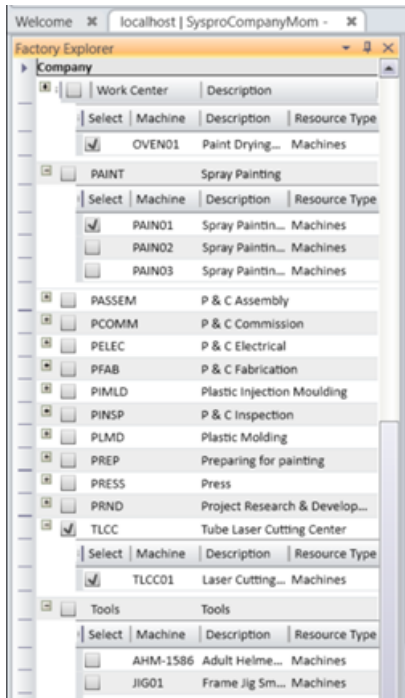 Welcome
localhost | SysproCompanyMom -
Factory Explorer
Company
Work Center Description
Select Machine Description Resource Type
OVEN01 Paint Drying... Machines
PAINT Spray Painting
Select Machine Description Resource Type
PAIN01 Spray Paintin... Machines
PAIN02 Spray Paintin... Machines
PAIN03 Spray Paintin... Machines
PASSEM P & C Assembly
PCOMM P & C Commission
PELEC P & C Electrical
PFAB P & C Fabrication
PIMLD Plastic Injection Moulding
PINSP P & C Inspection
PLMD Plastic Molding
PREP Preparing for painting
PRESS Press
PRND Project Research & Develop...
TLCC Tube Laser Cutting Center
Select Machine Description Resource Type
TLCC01 Laser Cutting... Machines
Tools Tools
Select Machine Description Resource Type
AHM-1586 Adult Helme... Machines
JIG01 Frame Jig Sm... Machines